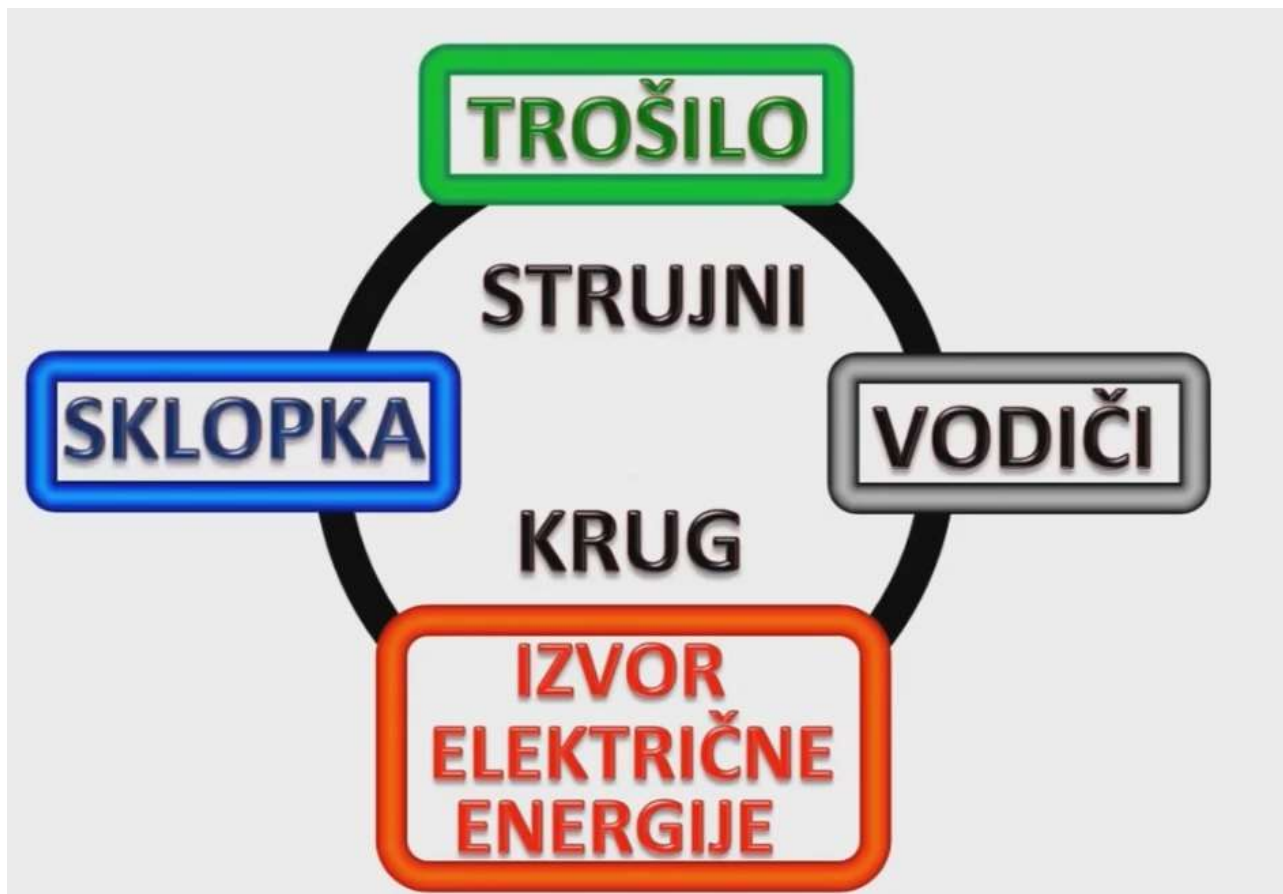 TROŠILO
STRUJNI
SKLOPKA
VODIČI
KRUG
IZVOR
ELEKTRIČNE
ENERGIJE